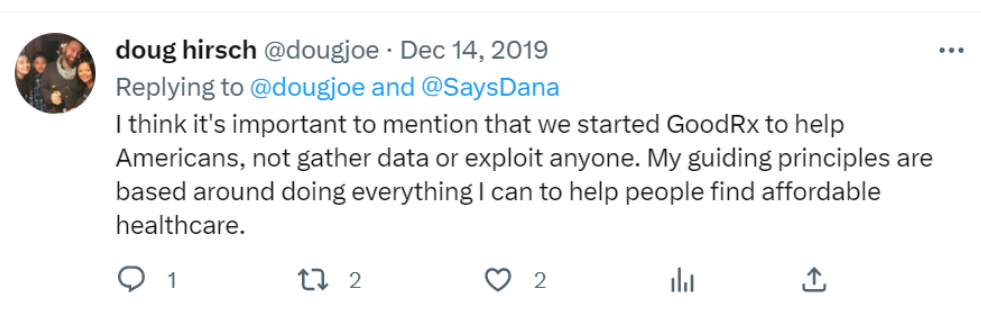 doug hirsch @dougjoe · Dec 14, 2019
Replying to @dougjoe and @SaysDana
I think it's important to mention that we started GoodRx to help
Americans, not gather data or exploit anyone. My guiding principles are
based around doing everything I can to help people find affordable
healthcare.
1 2 2